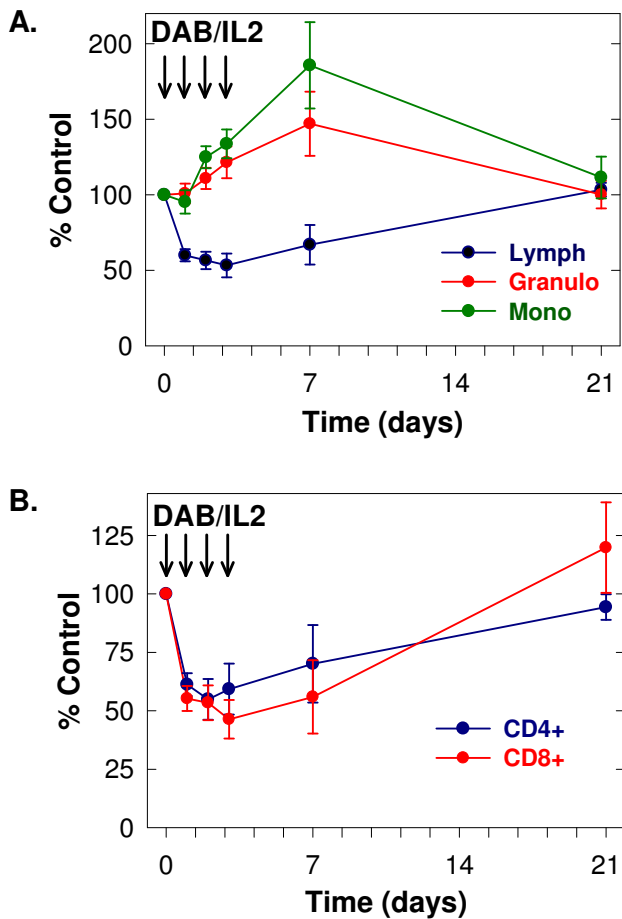 A.
DAB/IL2
200
150
100
50
0
% Control
Lymph
Granulo
Mono
0 7 14 21
Time (days)
B.
DAB/IL2
125
100
75
50
25
0
% Control
CD4+
CD8+
0 7 14 21
Time (days)